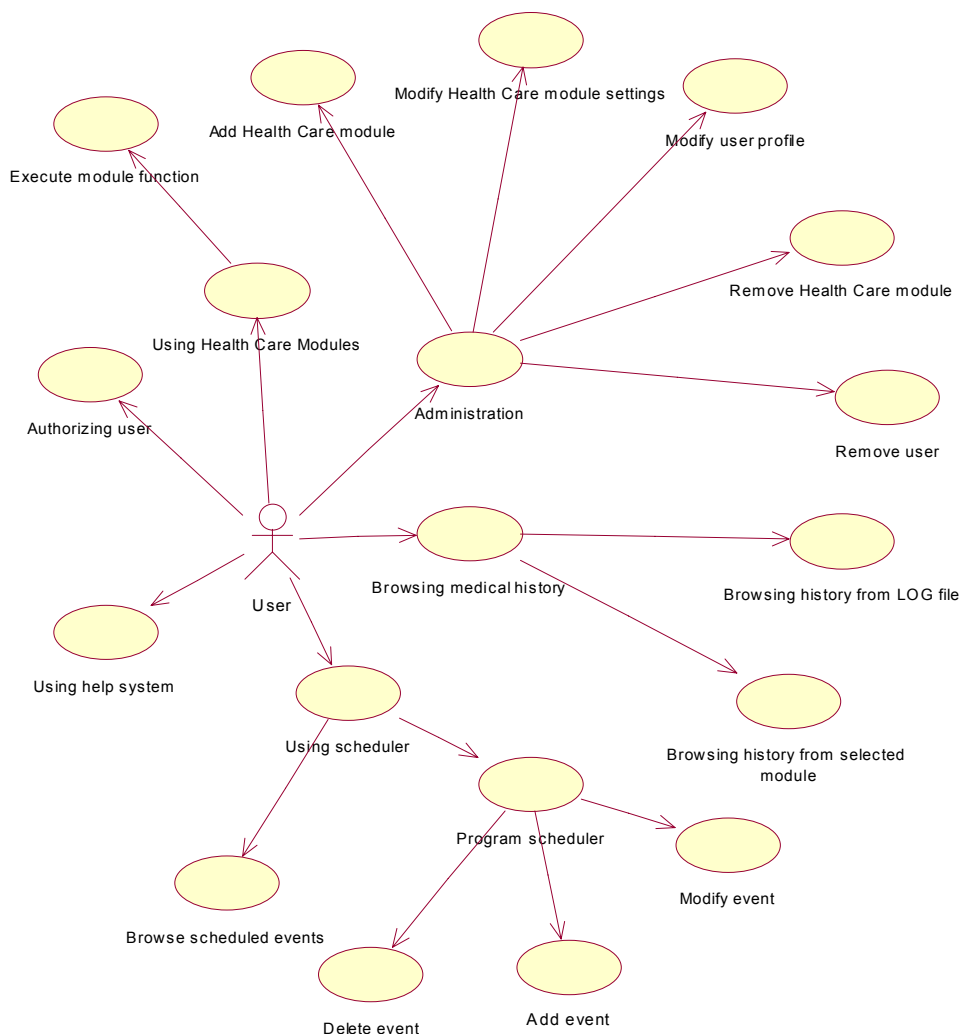 Modify Health Care module settings
Add Health Care module
Modify user profile
Execute module function
Remove Health Care module
Using Health Care Modules
Administration
Authorizing user
Remove user
Browsing medical history
Browsing history from LOG file
User
Using help system
Using scheduler
Browsing history from selected
module
Program scheduler
Modify event
Browse scheduled events
Add event
Delete event